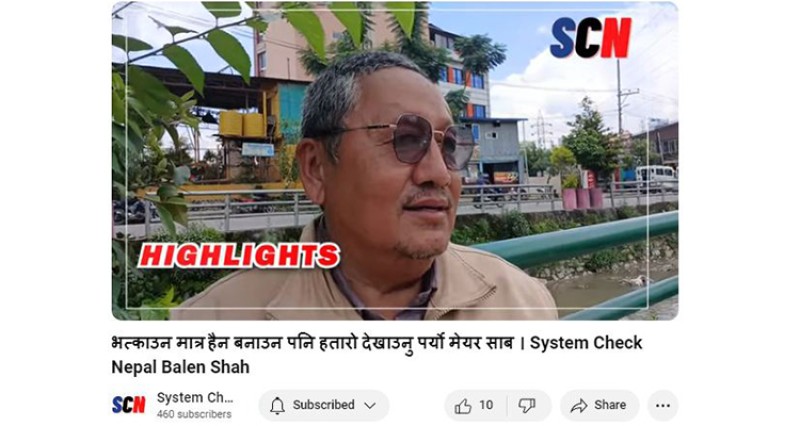 SCN
HIGHLIGHTS
भत्काउन मात्र हैन बनाउन पनि हतारो देखाउनु पर्यो मेयर साब । System Check
Nepal Balen Shah
SCN
System Ch...
460 subscribers
Subscribed
10
Share